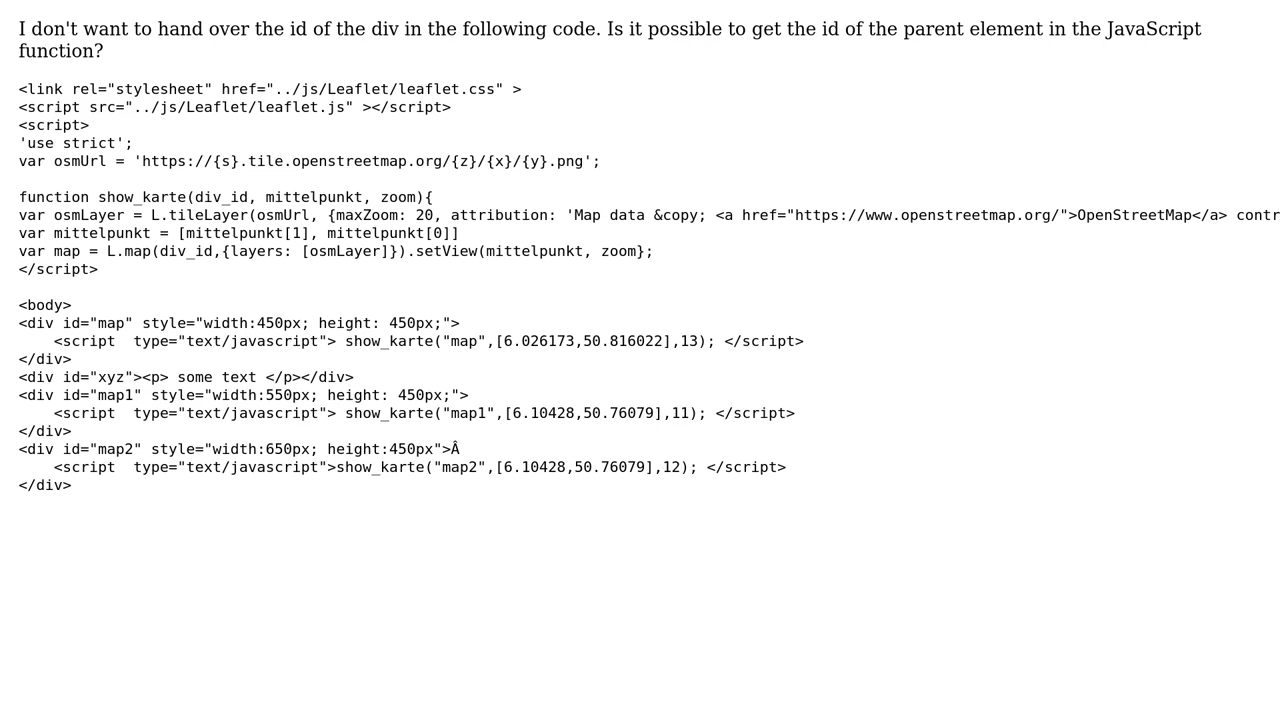 I don't want to hand over the id of the div in the following code. Is it possible to get the id of the parent element in the JavaScript
function?
<link rel="stylesheet" href="../js/Leaflet/leaflet.css" >
<script src="../js/Leaflet/leaflet.js" ></script>
<script>
'use strict';
var osmUrl = 'https://{s}.tile.openstreetmap.org/{z}/{x}/{y}.png';
function show_karte(div_id, mittelpunkt, zoom){
var osmLayer = L.tileLayer(osmUrl, {maxZoom: 20, attribution: 'Map data &copy; <a href="https://www.openstreetmap.org/">OpenStreetMap</a> contr
var mittelpunkt = [mittelpunkt[1], mittelpunkt[0]]
var map = L.map(div_id,{layers: [osmLayer]}).setView(mittelpunkt, zoom};
</script>
<body>
<div id="map" style="width:450px; height: 450px;">
    <script  type="text/javascript"> show_karte("map",[6.026173,50.816022],13); </script>
</div>
<div id="xyz"><p> some text </p></div>
<div id="map1" style="width:550px; height: 450px;">
    <script  type="text/javascript"> show_karte("map1",[6.10428,50.76079],11); </script>
</div>
<div id="map2" style="width:650px; height:450px">Â
    <script  type="text/javascript">show_karte("map2",[6.10428,50.76079],12); </script>
</div>